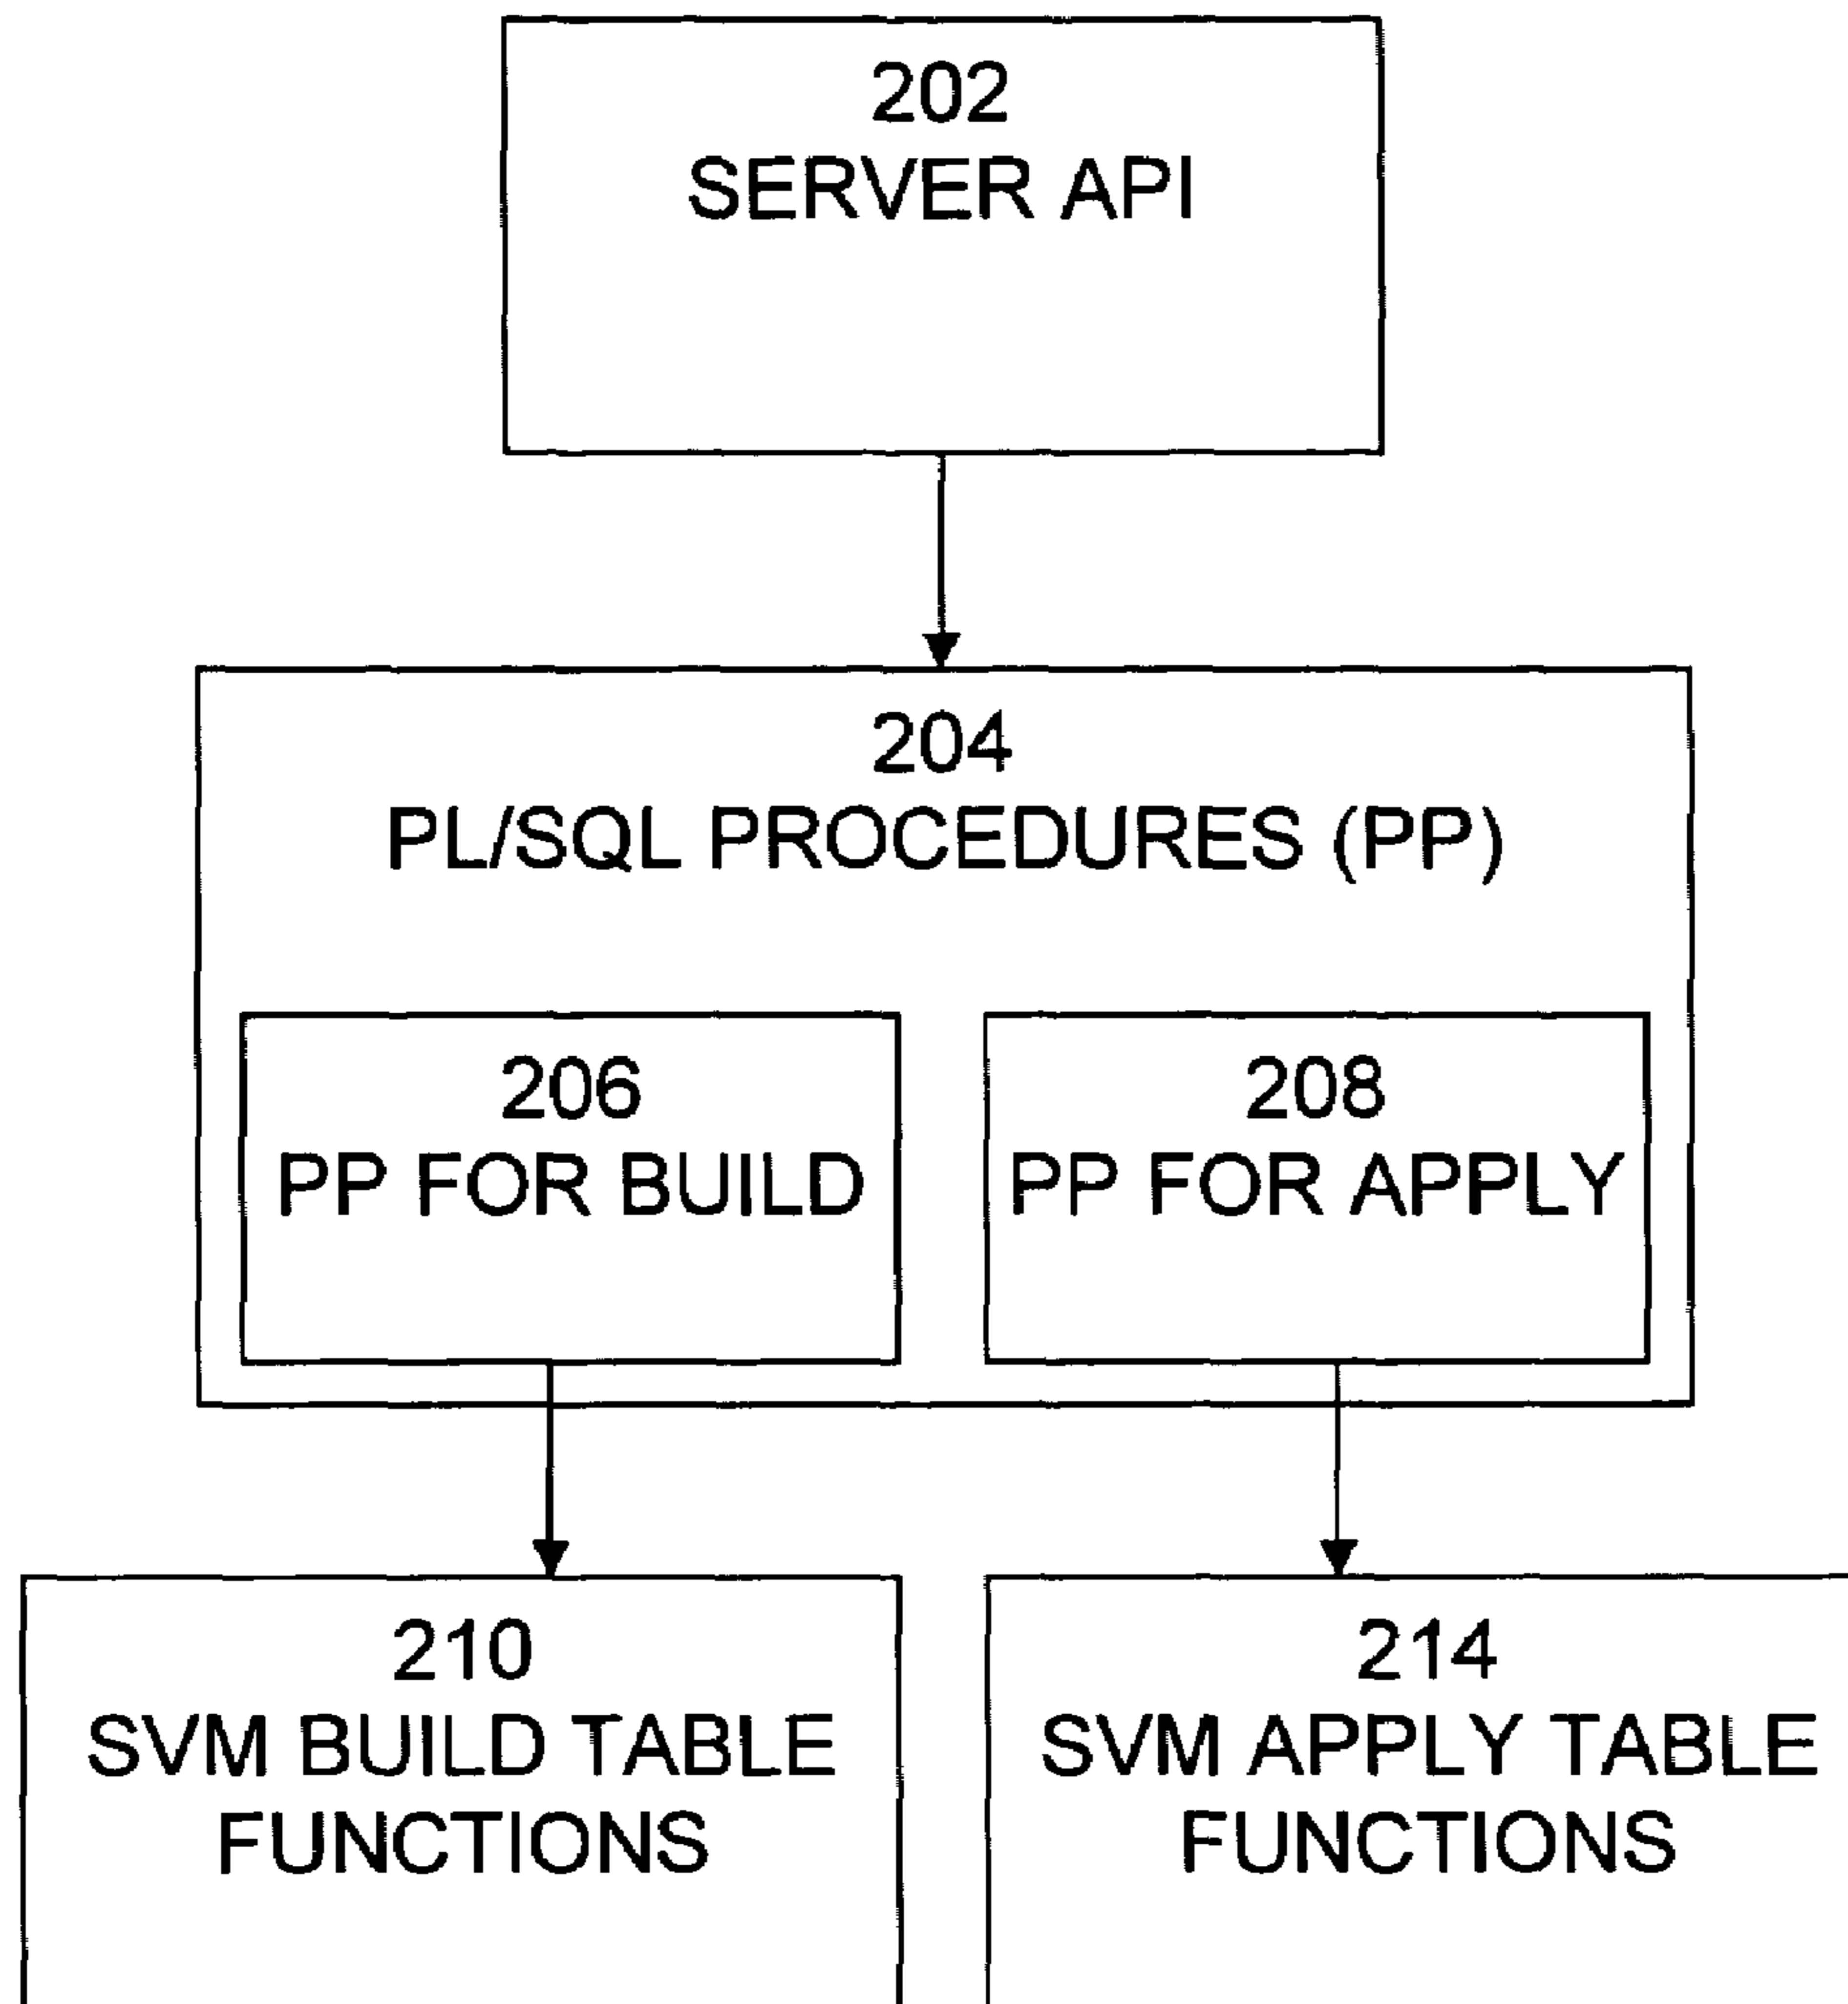 202
SERVER API
204
PL/SQL PROCEDURES (PP)
206
PP FOR BUILD
208
PP FOR APPLY
210
SVM BUILD TABLE
FUNCTIONS
214
SVM APPLY TABLE
FUNCTIONS